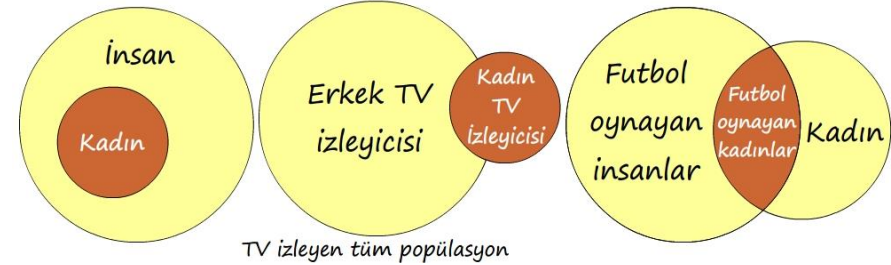 İnsan
Kadın
Erkek TV
izleyicisi
Kadın
TV
İzleyicisi
Futbol
oynayan
insanlar
Futbol
oynayan
kadınlar
Kadın
TV izleyen tüm popülasyon